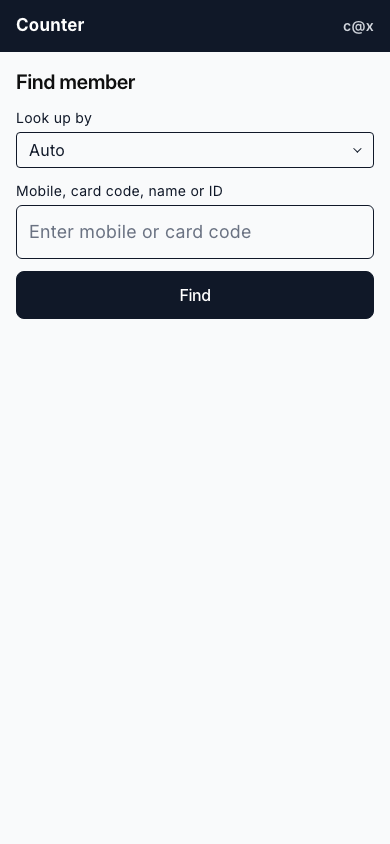 Counter
c@x
Find member
Look up by
Auto
Mobile, card code, name or ID
Enter mobile or card code
Find